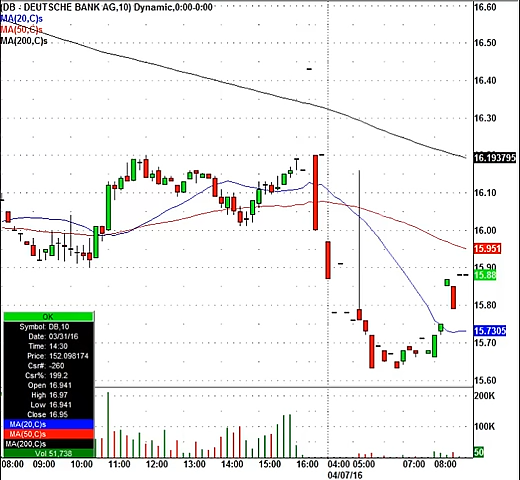 (DB - DEUTSCHE BANK AG,10) Dynamic,0:00-0:00
MA(20,C)s
MA(50,C)s
MA(200,C)s
16.60
16.50
16.40
16.30
16.193795
16.10
16.00
15.951
15.90
15.88
15.80
15.7305
15.70
15.60
OK
Symbol: DB,10
Date: 03/31/16
Time: 14:30
Price: 152.098174
Csr#: -260
Csr%: 199.2
Open 16.941
High 16.97
Low 16.941
Close 16.95
MA(20,C)s
MA(50,C)s
MA(200,C)s
Vol 51,738
200K
100K
50
08:00 09:00 10:00 11:00 12:00 13:00 14:00 15:00 16:00 04:00 05:00 07:00 08:00
04/07/16